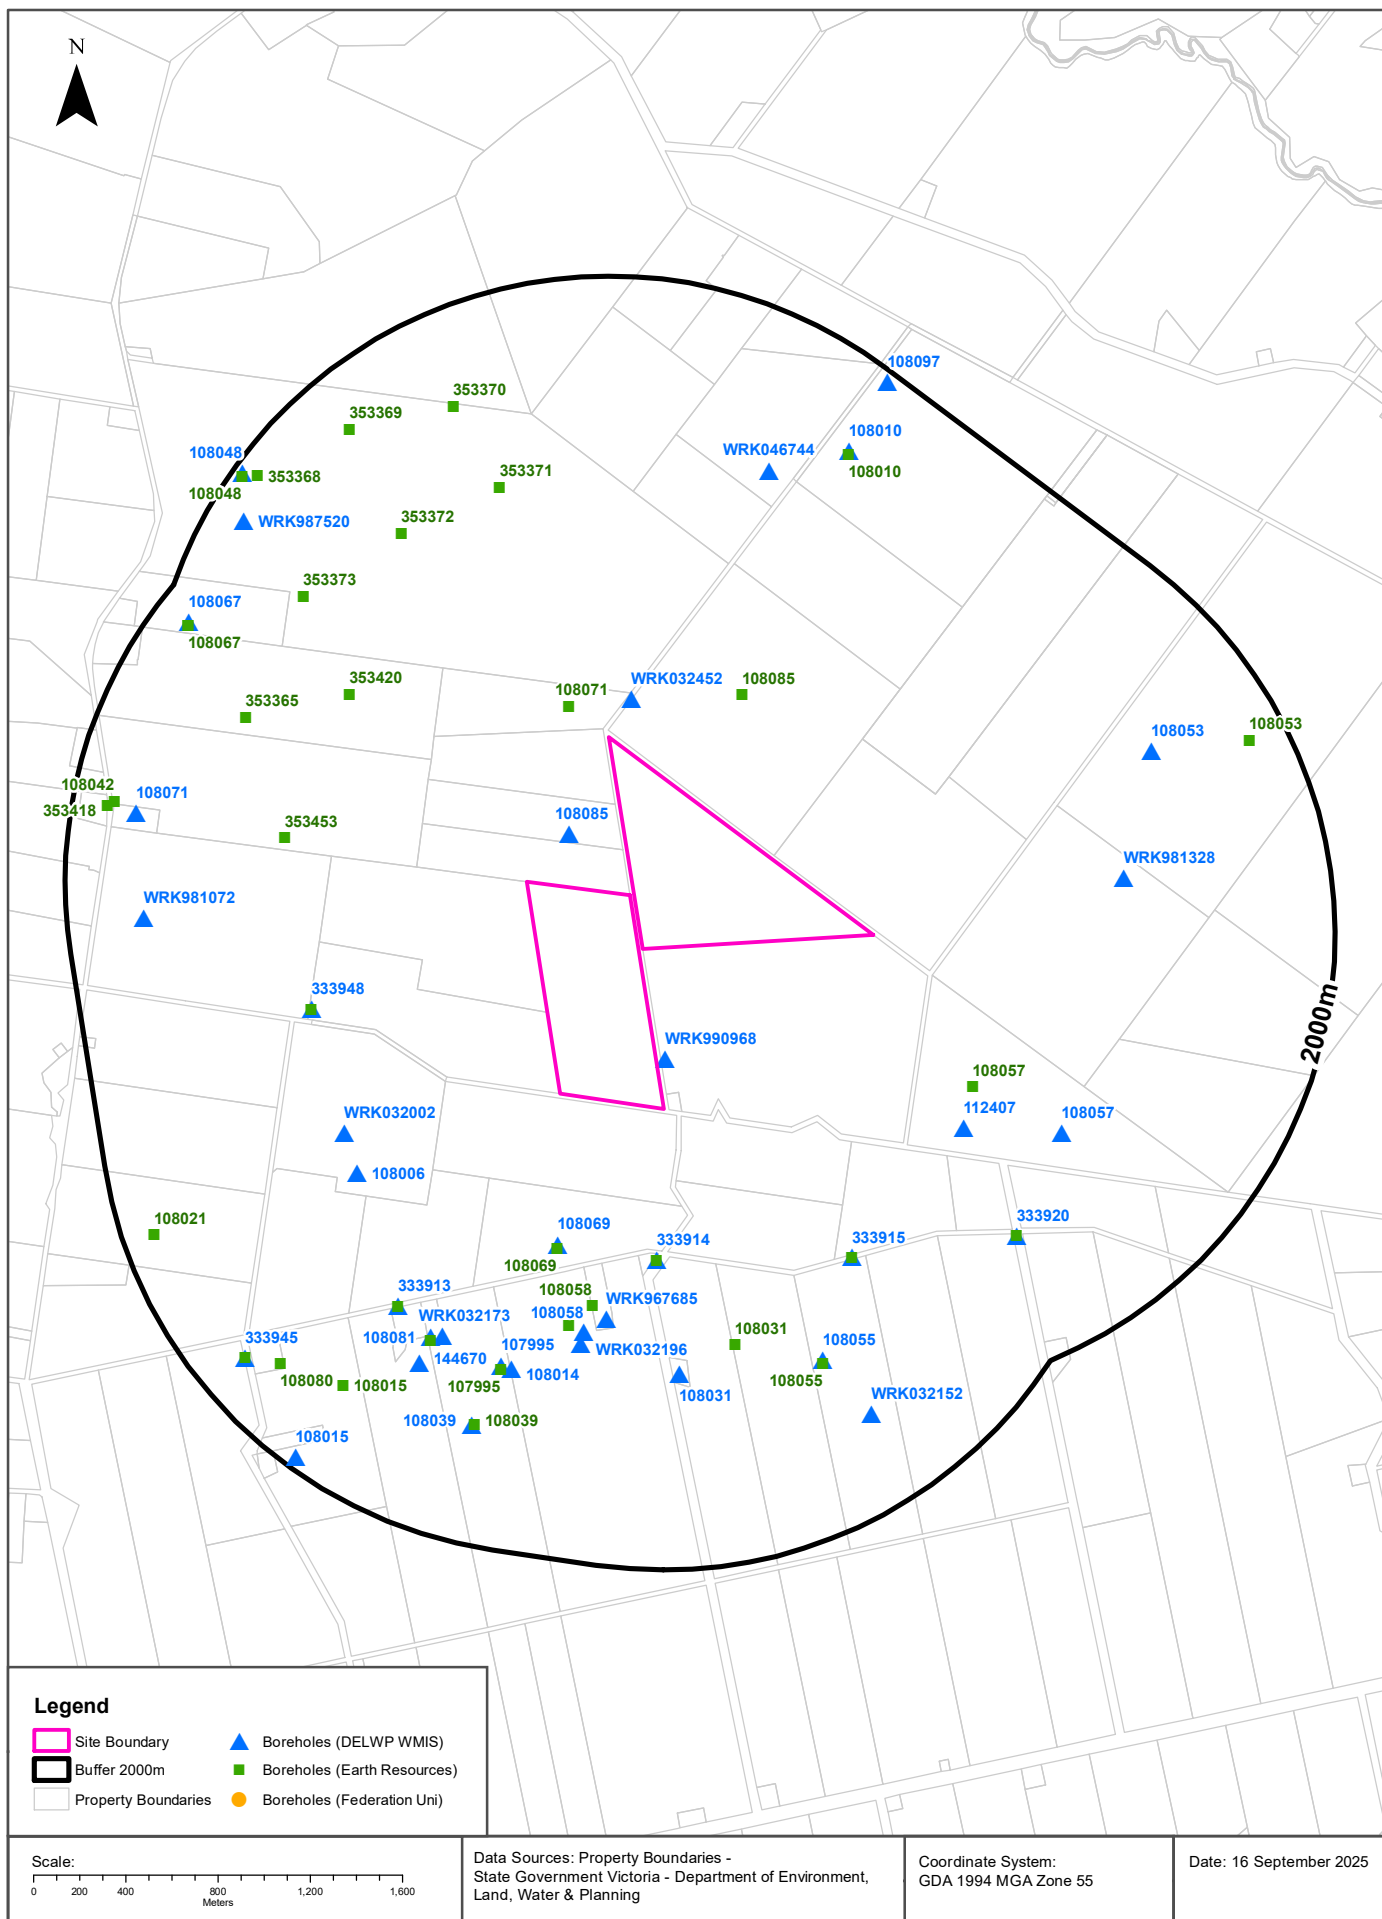 N
108097
353370
353369
108010
108048
WRK046744
353371
108010
353368
108048
353372
WRK987520
353373
108067
108067
WRK032452
353420
108085
108071
353365
108053
108053
108042
108071
353418
108085
353453
WRK981328
WRK981072
333948
2000m
WRK990968
108057
WRK032002
112407
108057
108006
108021
333920
108069
333914
333915
108069
333913
108058
WRK967685
WRK032173
108058
108031
333945
108081
107995
108055
WRK032196
144670
108014
108080
108015
107995
108055
108031
WRK032152
108039
108039
108015
Legend
Site Boundary
Boreholes (DELWP WMIS)
Buffer 2000m
Boreholes (Earth Resources)
Property Boundaries
Boreholes (Federation Uni)
Scale:
0 200 400 800 1,200 1,600
Meters
Data Sources: Property Boundaries -
State Government Victoria - Department of Environment,
Land, Water & Planning
Coordinate System:
GDA 1994 MGA Zone 55
Date: 16 September 2025